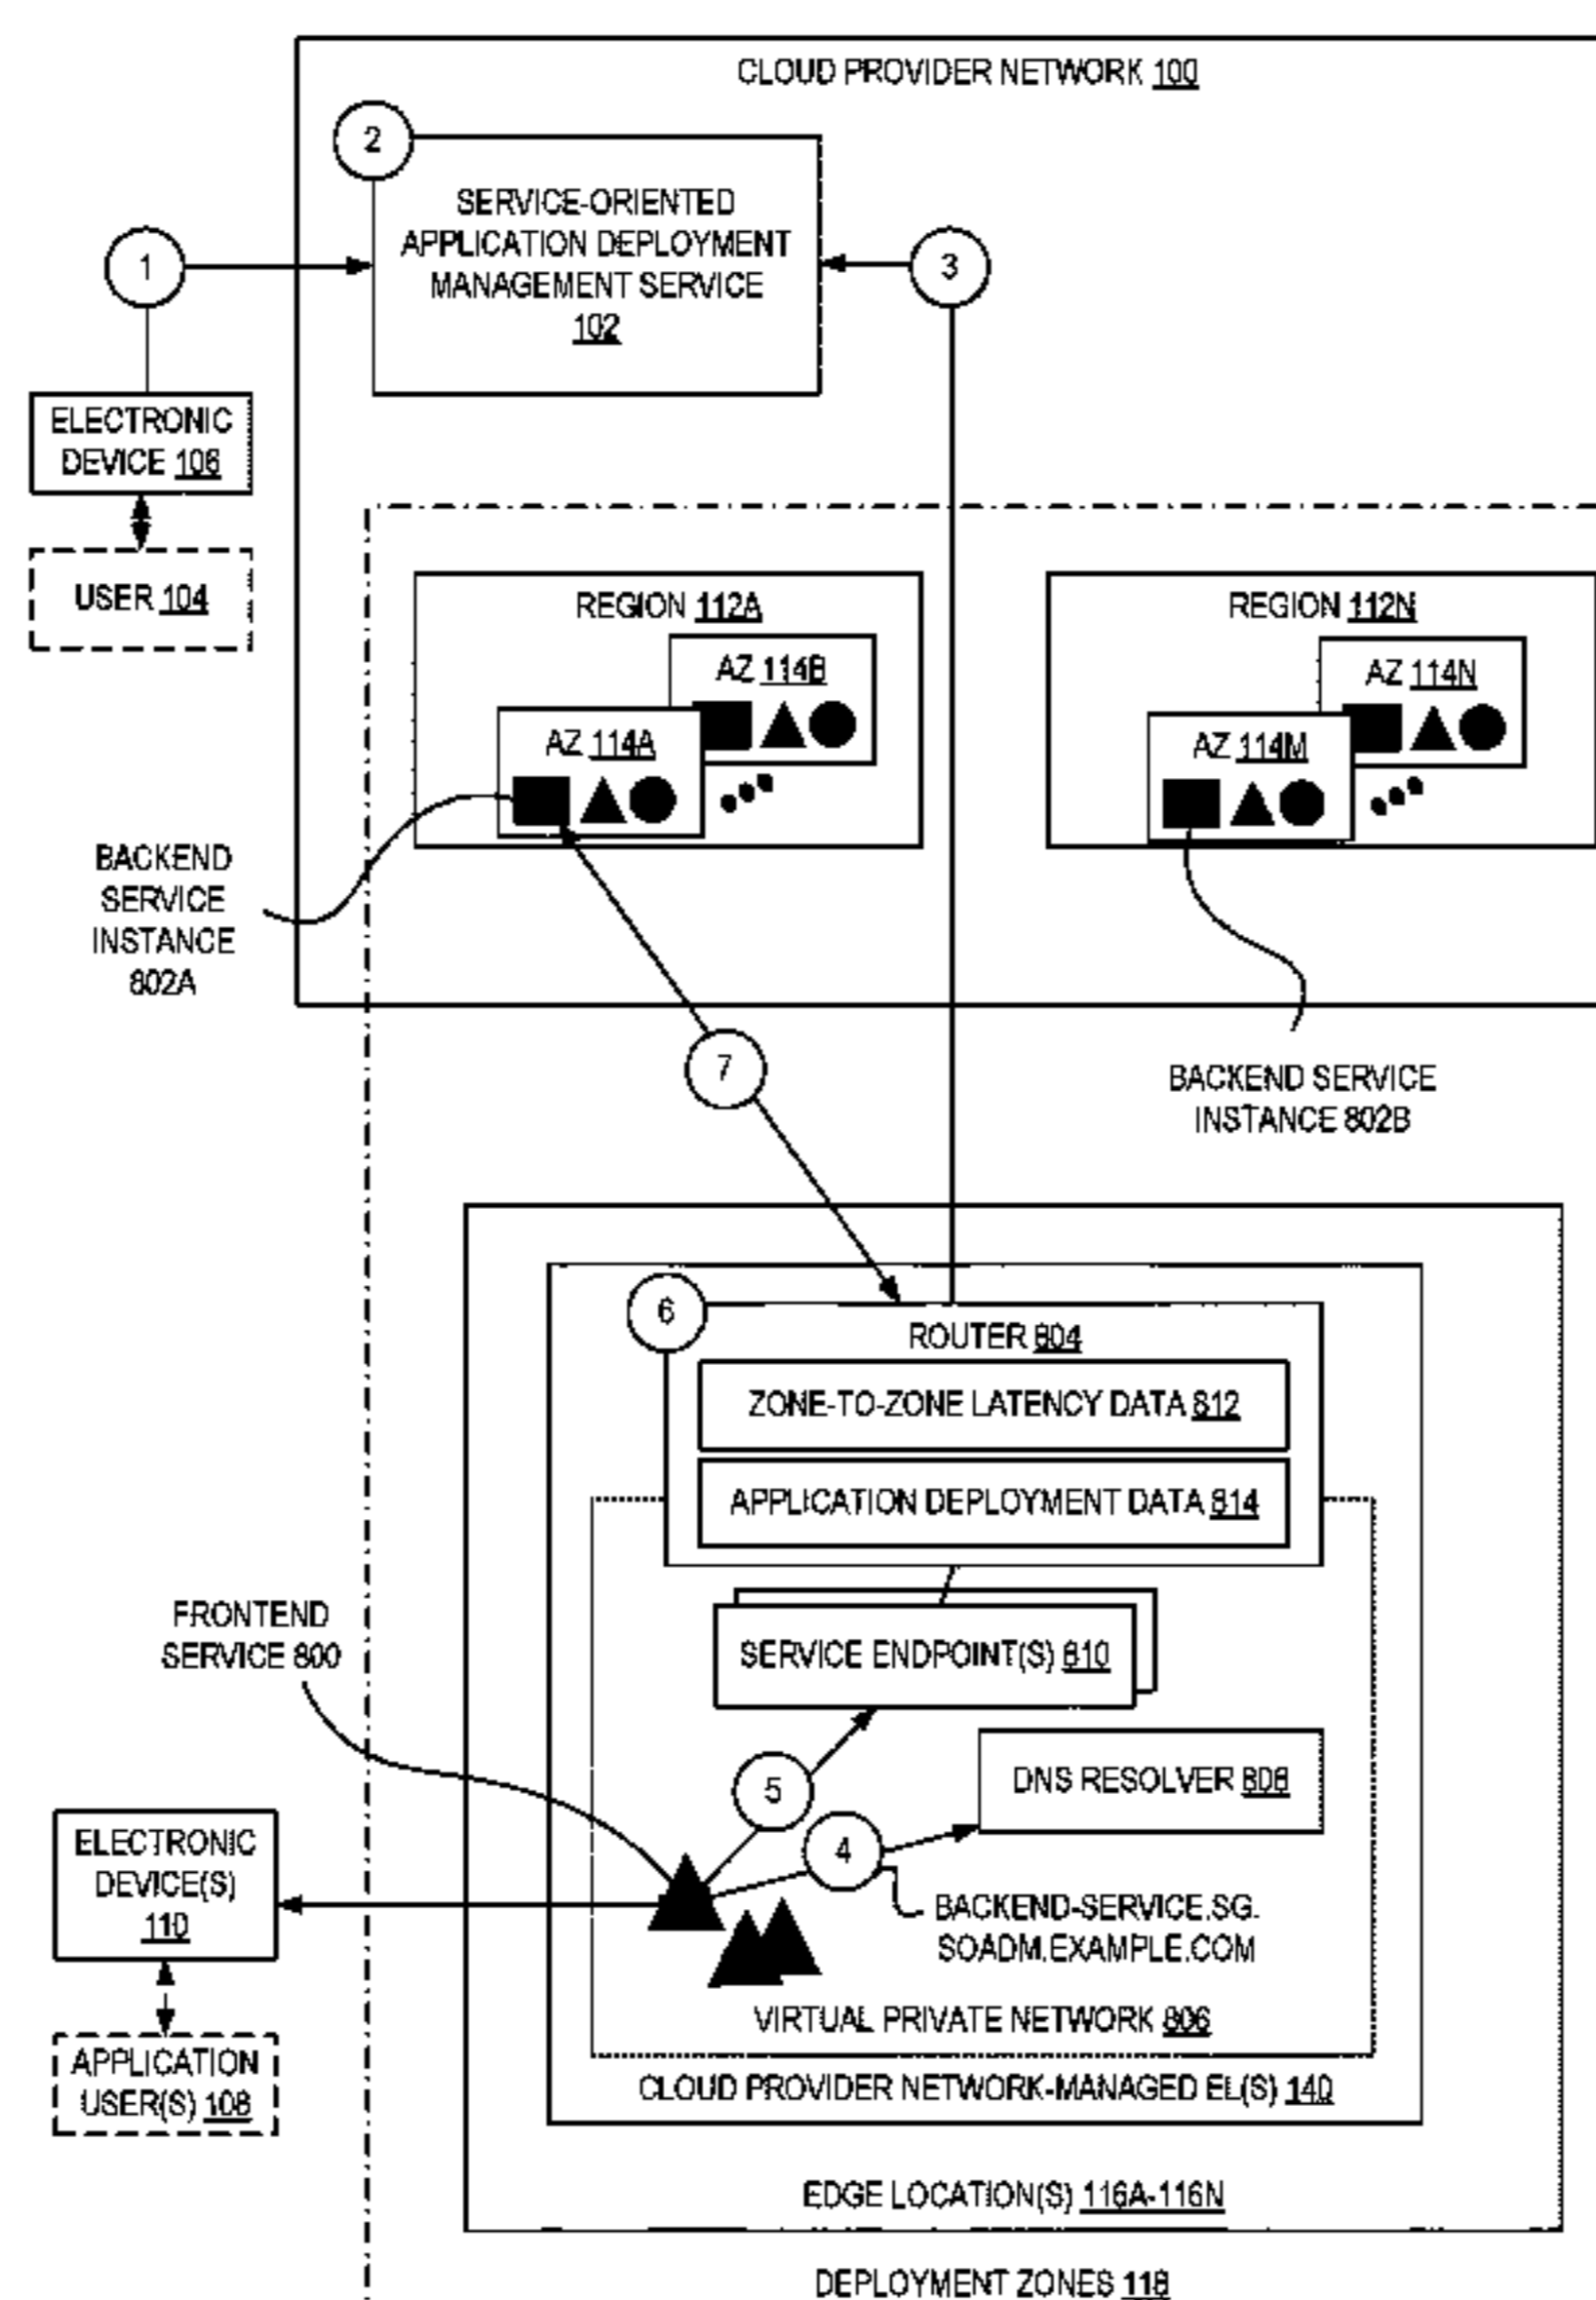 CLOUD PROVIDER NETWORK 100
2
SERVICE-ORIENTED
APPLICATION DEPLOYMENT
MANAGEMENT SERVICE
102
1
3
ELECTRONIC
DEVICE 106
USER 104
REGION 112A
AZ 114B
AZ 114A
REGION 112N
AZ 114N
AZ 114M
BACKEND
SERVICE
INSTANCE
802A
7
BACKEND SERVICE
INSTANCE 802B
6
ROUTER 804
ZONE-TO-ZONE LATENCY DATA 812
APPLICATION DEPLOYMENT DATA 814
FRONTEND
SERVICE 800
SERVICE ENDPOINT(S) 810
5
DNS RESOLVER 808
4
ELECTRONIC
DEVICE(S)
110
BACKEND-SERVICE.SG.
SOADM.EXAMPLE.COM
VIRTUAL PRIVATE NETWORK 806
APPLICATION
USER(S) 108
CLOUD PROVIDER NETWORK-MANAGED EL(S) 140
EDGE LOCATION(S) 116A-116N
DEPLOYMENT ZONES 118